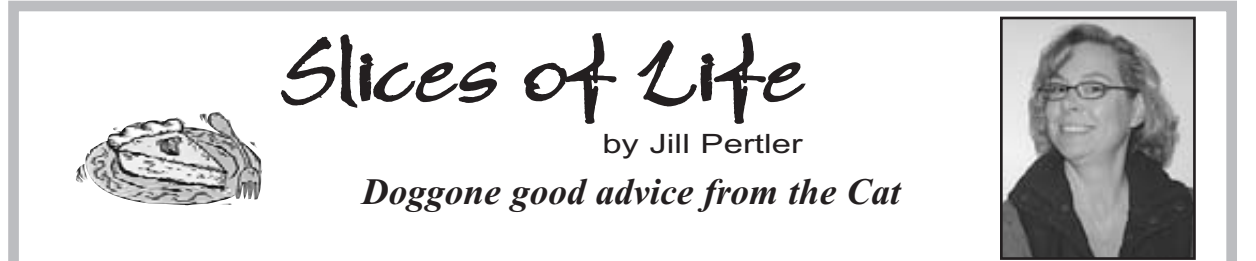 Slices of Life
by Jill Pertler
Doggone good advice from the Cat